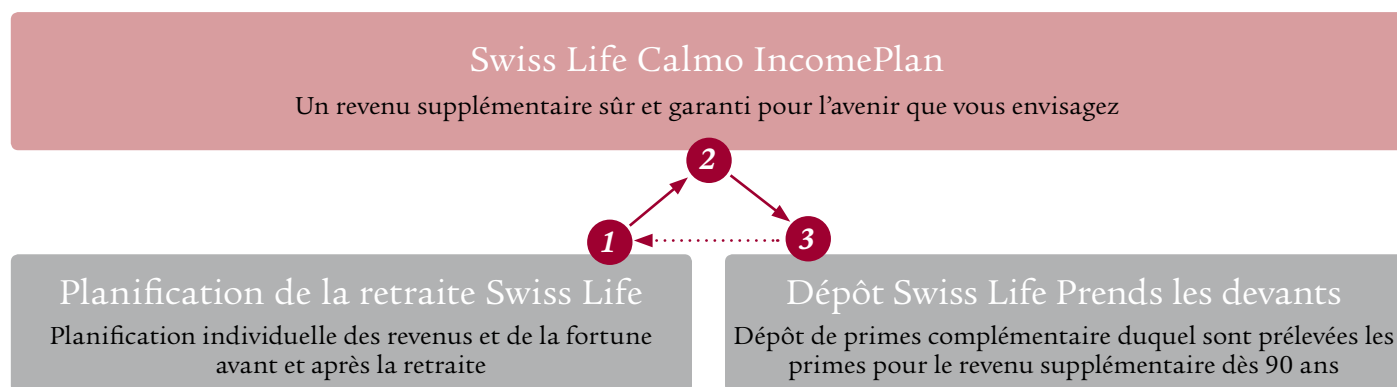 Swiss Life Calmo IncomePlan
Un revenu supplémentaire sûr et garanti pour l’avenir que vous envisagez
2
1
3
Planification de la retraite Swiss Life
Planification individuelle des revenus et de la fortune
avant et après la retraite
Dépôt Swiss Life Prends les devants
Dépôt de primes complémentaire duquel sont prélevées les
primes pour le revenu supplémentaire dès 90 ans